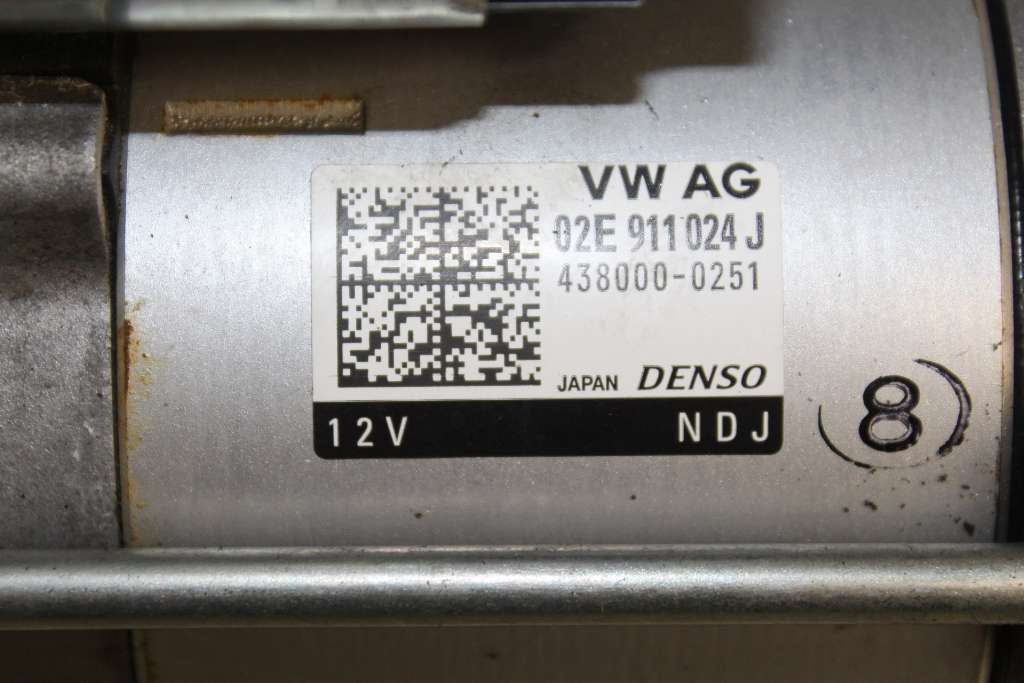 VW AG
02E 911 024 J
438000-0251
JAPAN DENSO
12V NDJ
8